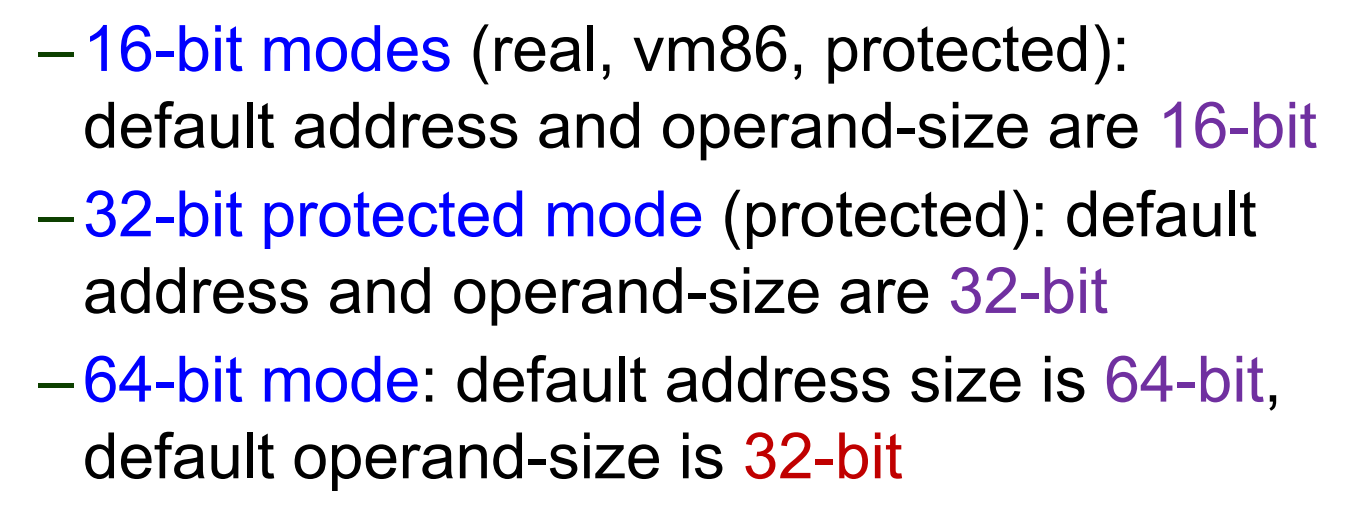 – 16-bit modes (real, vm86, protected):
default address and operand-size are 16-bit
– 32-bit protected mode (protected): default
address and operand-size are 32-bit
– 64-bit mode: default address size is 64-bit,
default operand-size is 32-bit